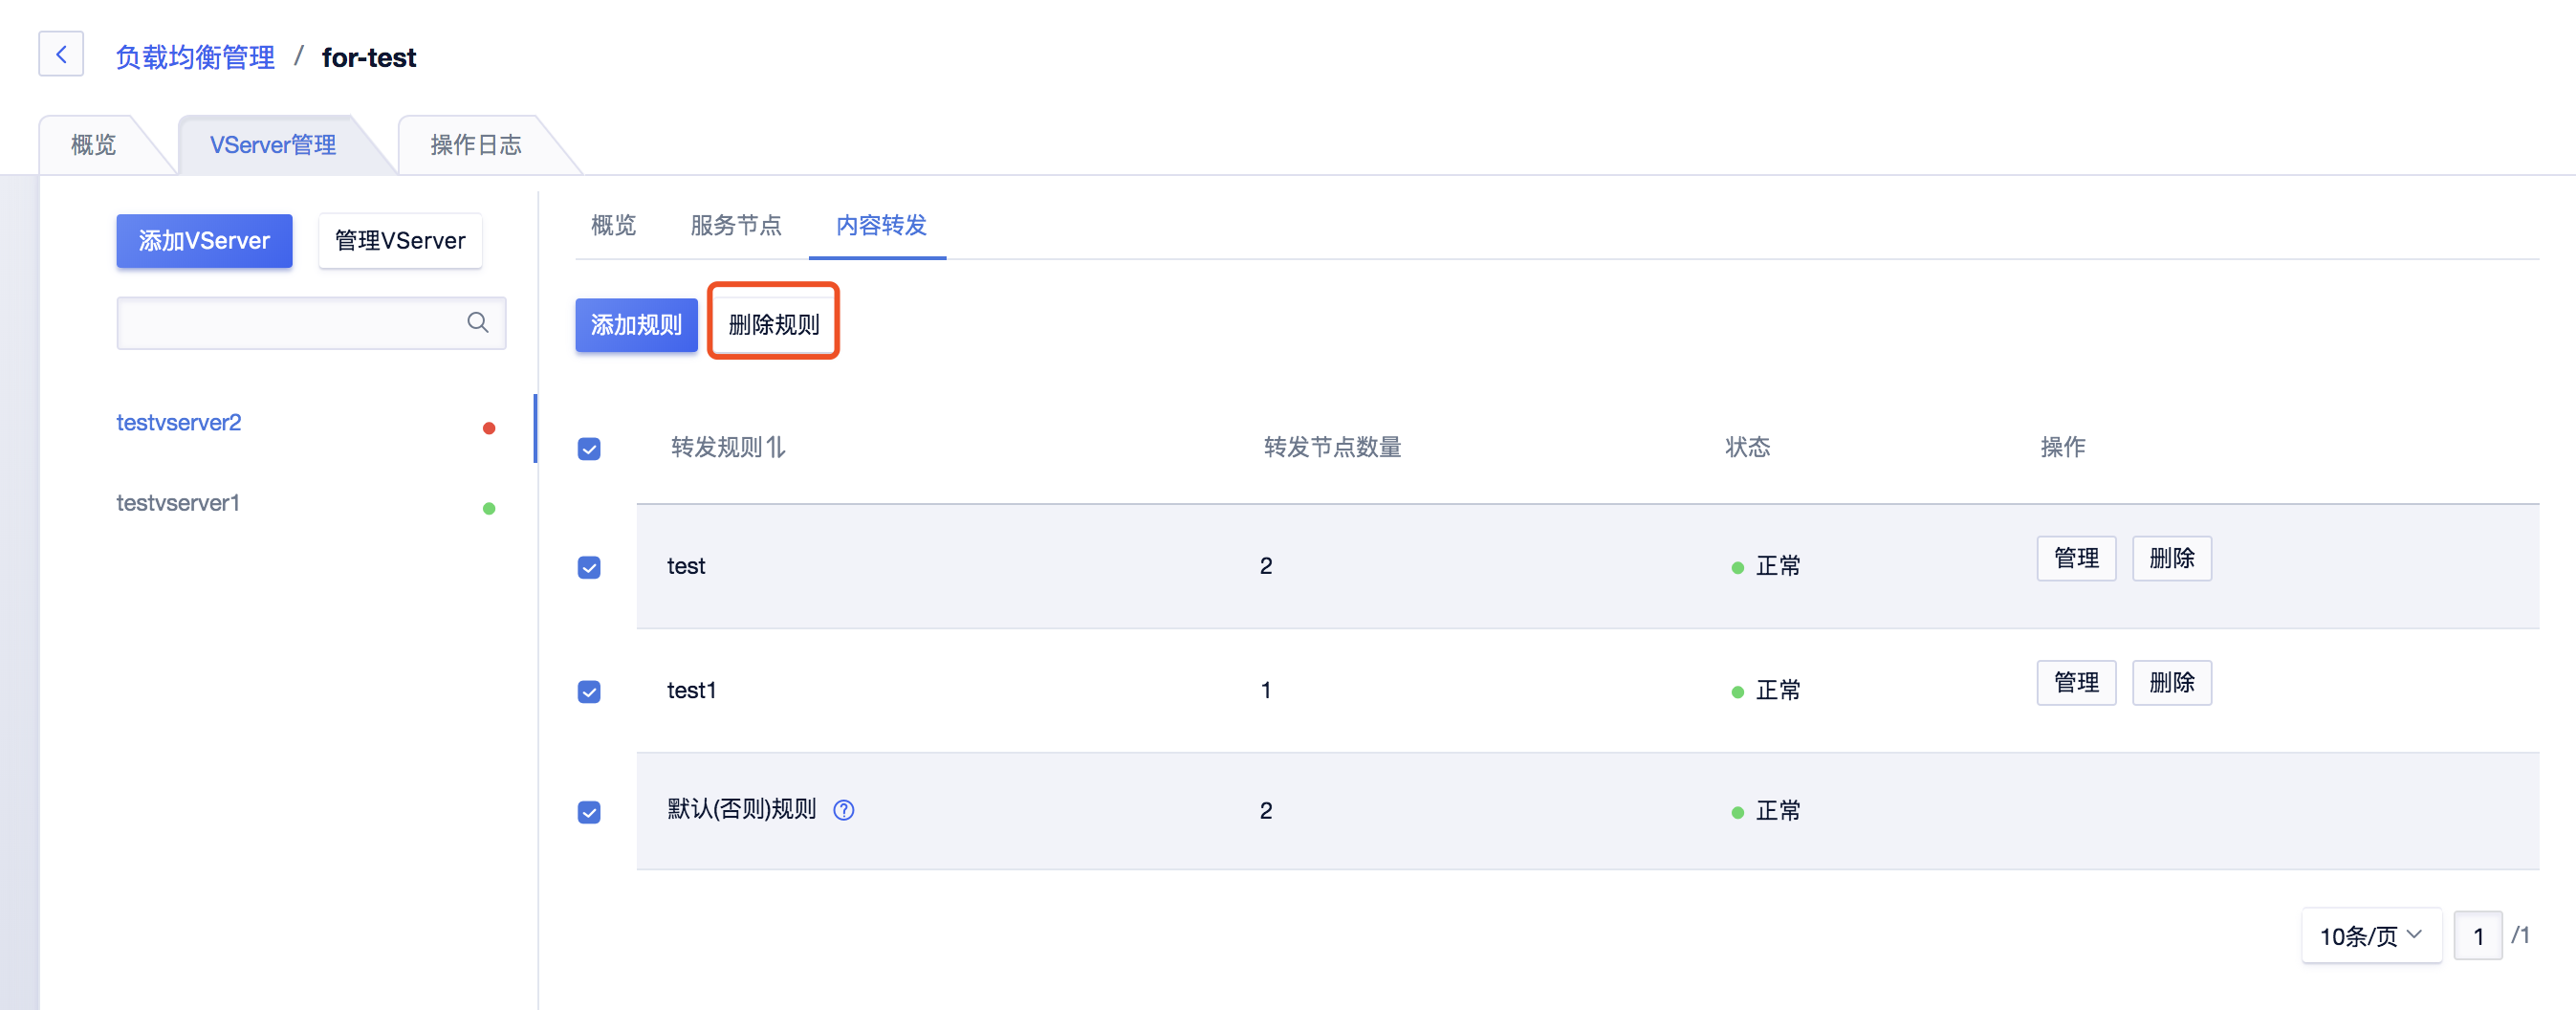 负载均衡管理 / for-test
概览 VServer管理 操作日志
添加VServer 管理VServer
testvserver2
testvserver1
概览 服务节点 内容转发
添加规则 删除规则
转发规则 转发节点数量 状态 操作
test 2 正常 管理 删除
test1 1 正常 管理 删除
默认(否则)规则 ? 2 正常
10条/页 1 /1